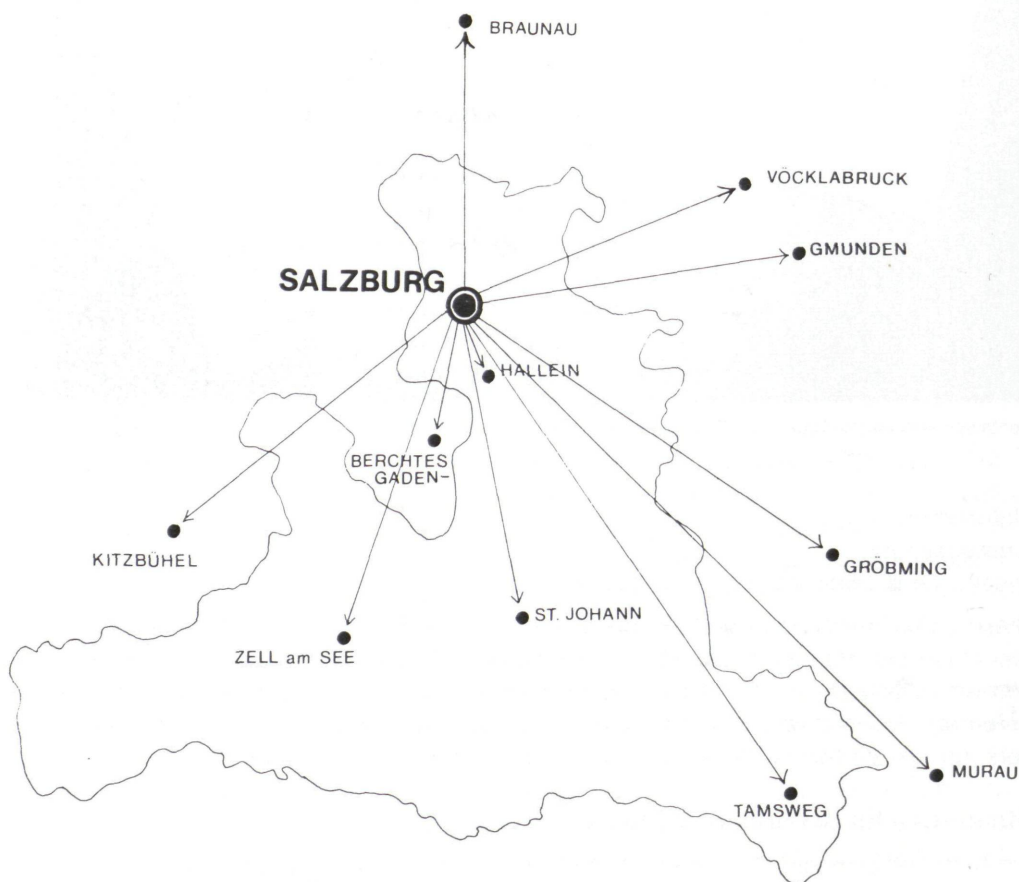 BRAUNAU
VÖCKLABRUCK
GMUNDEN
SALZBURG
HALLEIN
BERCHTES
GADEN-
KITZBÜHEL
GRÖBMING
ST. JOHANN
ZELL am SEE
MURAU
TAMSWEG